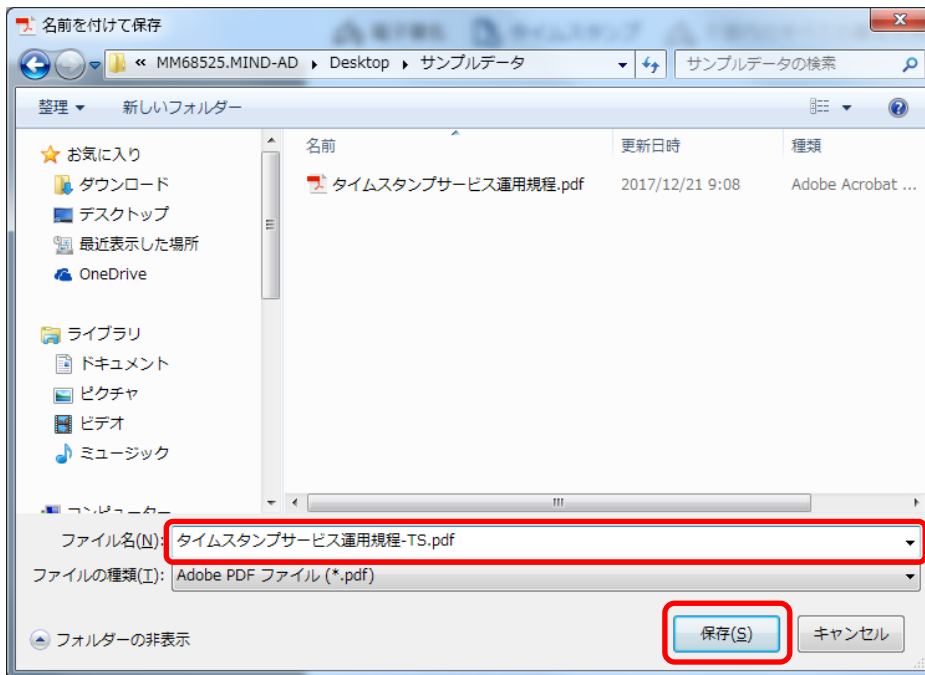 名前を付けて保存
« MM68525.MIND-AD ▸ Desktop ▸ サンプルデータ
サンプルデータの検索
整理 ▼ 新しいフォルダー
お気に入り
ダウンロード
デスクトップ
最近表示した場所
OneDrive
ライブラリ
ドキュメント
ピクチャ
ビデオ
ミュージック
コンピューター
名前 更新日時 種類
タイムスタンプサービス運用規程.pdf 2017/12/21 9:08 Adobe Acrobat ...
ファイル名(N): タイムスタンプサービス運用規程-TS.pdf
ファイルの種類(T): Adobe PDF ファイル (*.pdf)
フォルダーの非表示
保存(S) キャンセル